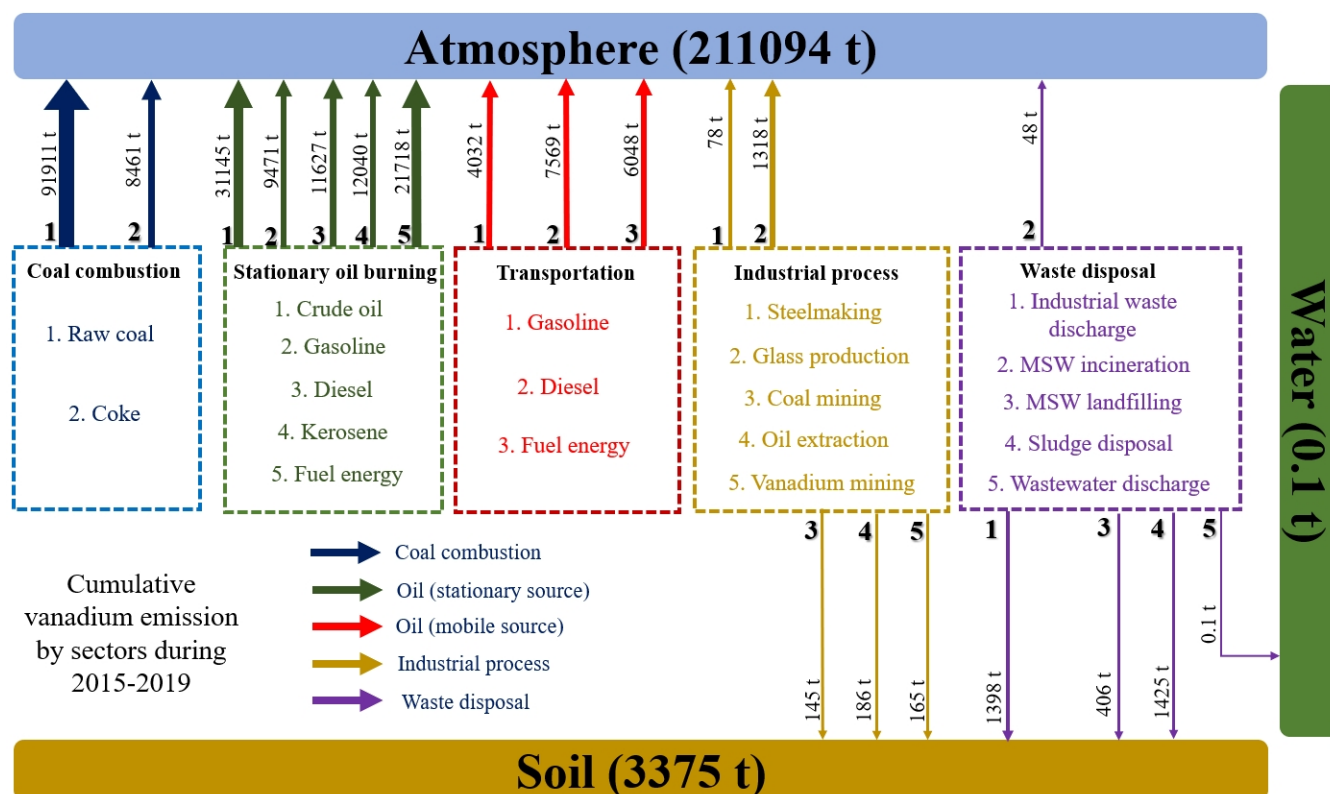 Atmosphere (211094 t)
91911 t
8461 t
31145 t
9471 t
11627 t
12040 t
21718 t
4032 t
7569 t
6048 t
78 t
1318 t
48 t
1
2
1
2
3
4
5
1
2
3
1
2
2
Coal combustion
1. Raw coal
2. Coke
Stationary oil burning
1. Crude oil
2. Gasoline
3. Diesel
4. Kerosene
5. Fuel energy
Transportation
1. Gasoline
2. Diesel
3. Fuel energy
Industrial process
1. Steelmaking
2. Glass production
3. Coal mining
4. Oil extraction
5. Vanadium mining
Waste disposal
1. Industrial waste
discharge
2. MSW incineration
3. MSW landfilling
4. Sludge disposal
5. Wastewater discharge
Water (0.1 t)
3
4
5
1
3
4
5
145 t
186 t
165 t
1398 t
406 t
1425 t
0.1 t
Cumulative
vanadium emission
by sectors during
2015-2019
Coal combustion
Oil (stationary source)
Oil (mobile source)
Industrial process
Waste disposal
Soil (3375 t)